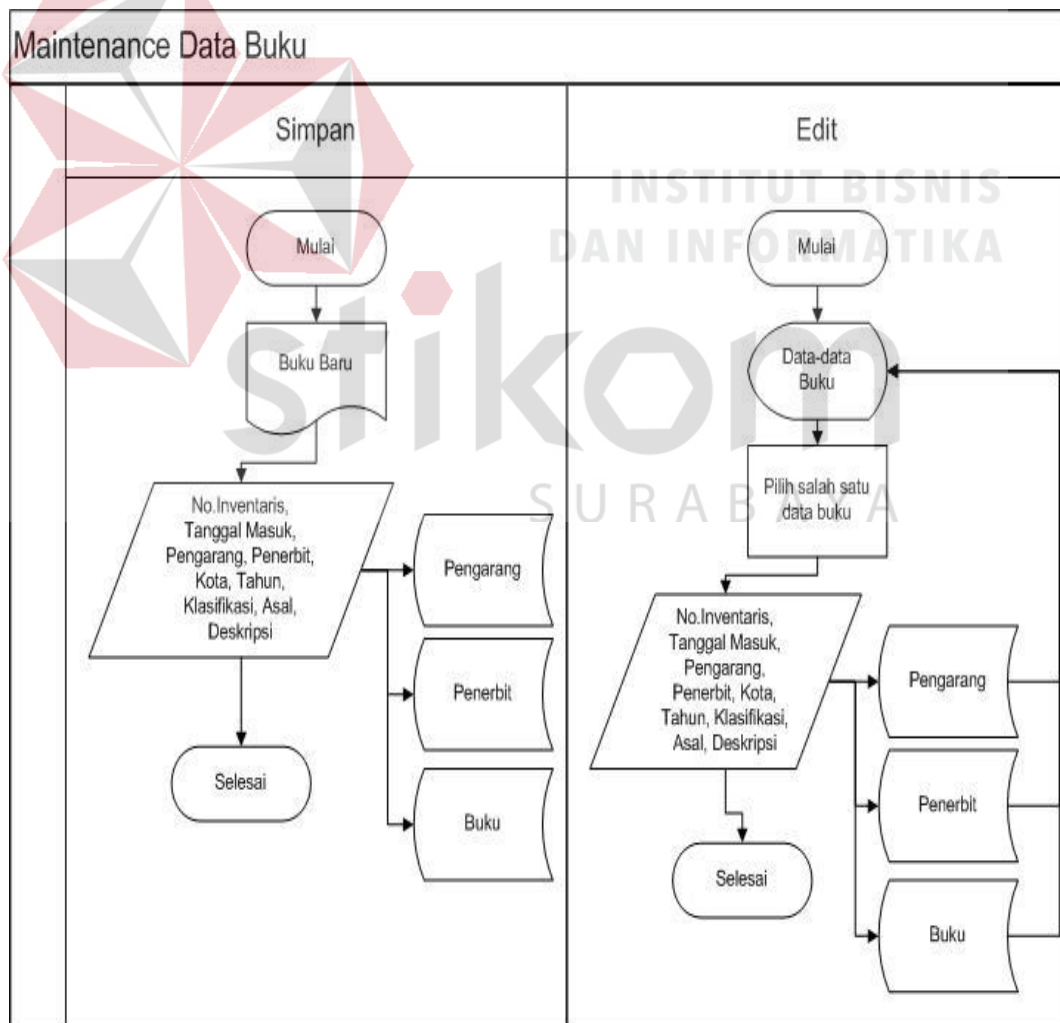 Maintenance Data Buku
Simpan
Mulai
Buku Baru
No.Inventaris,
Tanggal Masuk,
Pengarang, Penerbit,
Kota, Tahun,
Klasifikasi, Asal,
Deskripsi
Pengarang
Penerbit
Buku
Selesai
Edit
Mulai
Data-data
Buku
Pilih salah satu
data buku
No.Inventaris,
Tanggal Masuk,
Pengarang,
Penerbit, Kota,
Tahun, Klasifikasi,
Asal, Deskripsi
Pengarang
Penerbit
Buku
Selesai
INSTITUT BISNIS
DAN INFORMATIKA
stikom
SURABAYA